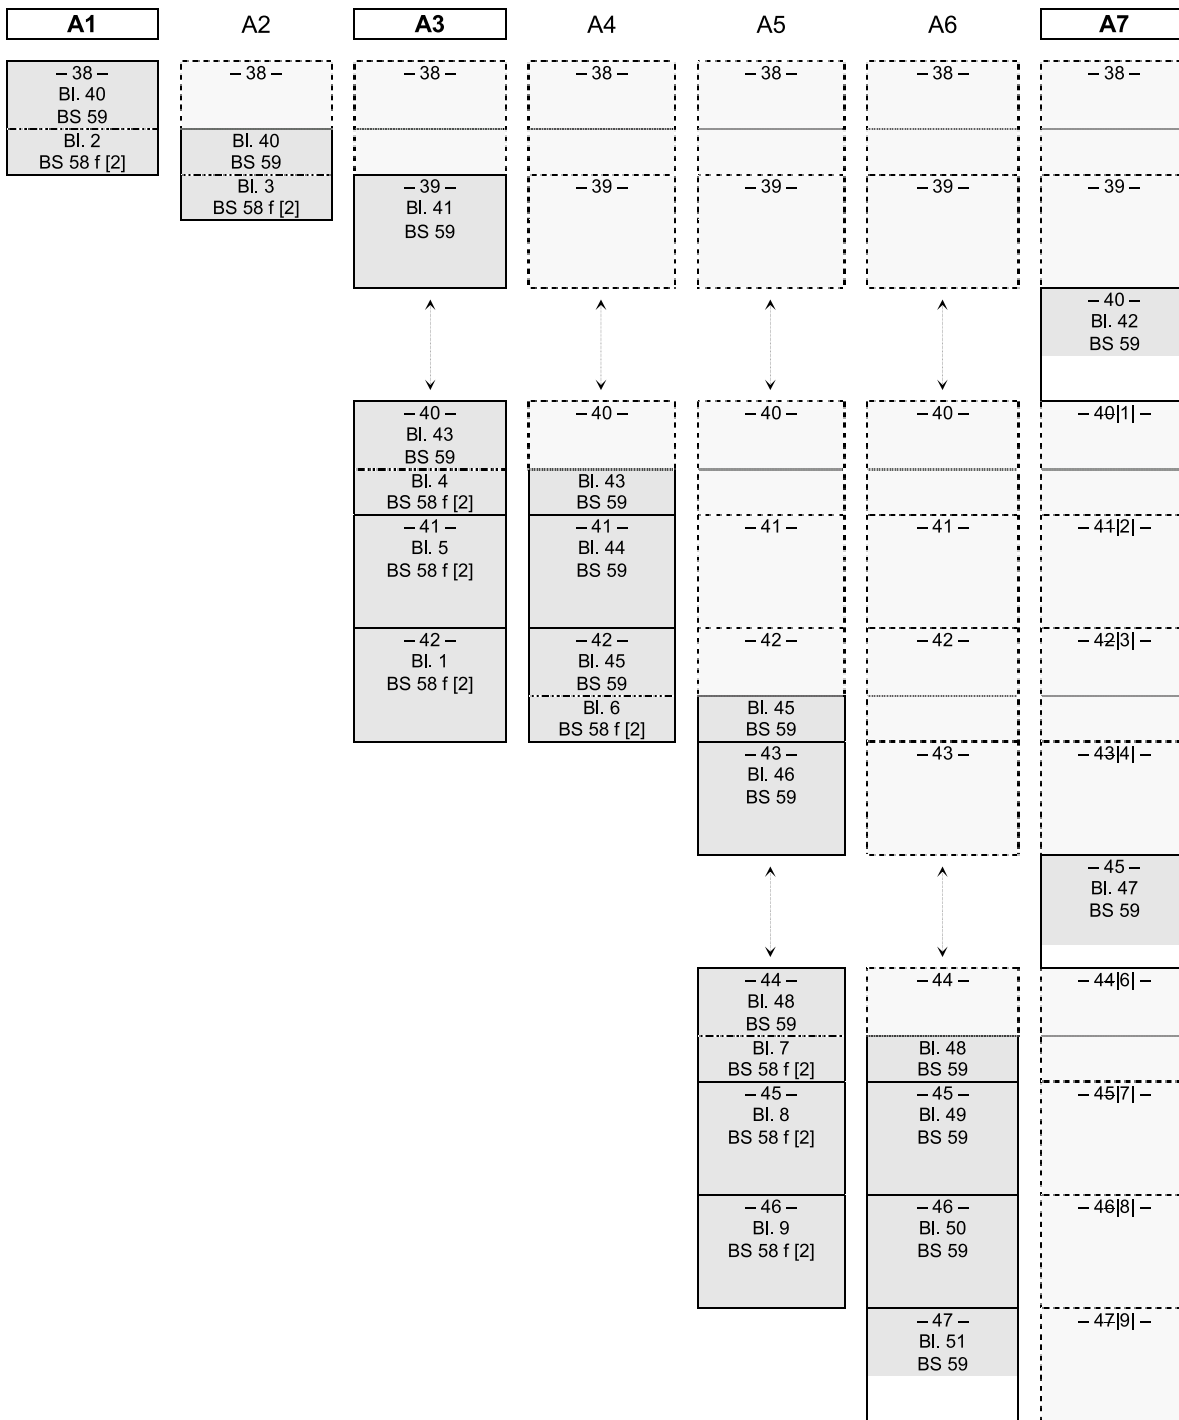 A1 A2 A3 A4 A5 A6 A7
– 38 – – 38 – – 38 – – 38 – – 38 – – 38 – – 38 –
Bl. 40
BS 59
Bl. 2 Bl. 40
BS 58 f [2] BS 59
Bl. 3 – 39 – – 39 – – 39 – – 39 – – 39 –
BS 58 f [2] Bl. 41
BS 59
– 40 –
Bl. 42
BS 59
– 40 – – 40 – – 40 – – 40 – – 40|1| –
Bl. 43
BS 59
Bl. 4 Bl. 43
BS 58 f [2] BS 59
– 41 – – 41 – – 41 – – 41 – – 41|2| –
Bl. 5 Bl. 44
BS 58 f [2] BS 59
– 42 – – 42 – – 42 – – 42 – – 42|3| –
Bl. 1 Bl. 45
BS 58 f [2] BS 59
Bl. 6 Bl. 45
BS 58 f [2] BS 59
– 43 – – 43 – – 43|4| –
Bl. 46
BS 59
– 45 –
Bl. 47
BS 59
– 44 – – 44 – – 44|6| –
Bl. 48
BS 59
Bl. 7 Bl. 48
BS 58 f [2] BS 59
– 45 – – 45 – – 45|7| –
Bl. 8 Bl. 49
BS 58 f [2] BS 59
– 46 – – 46 – – 46|8| –
Bl. 9 Bl. 50
BS 58 f [2] BS 59
– 47 – – 47|9| –
Bl. 51
BS 59